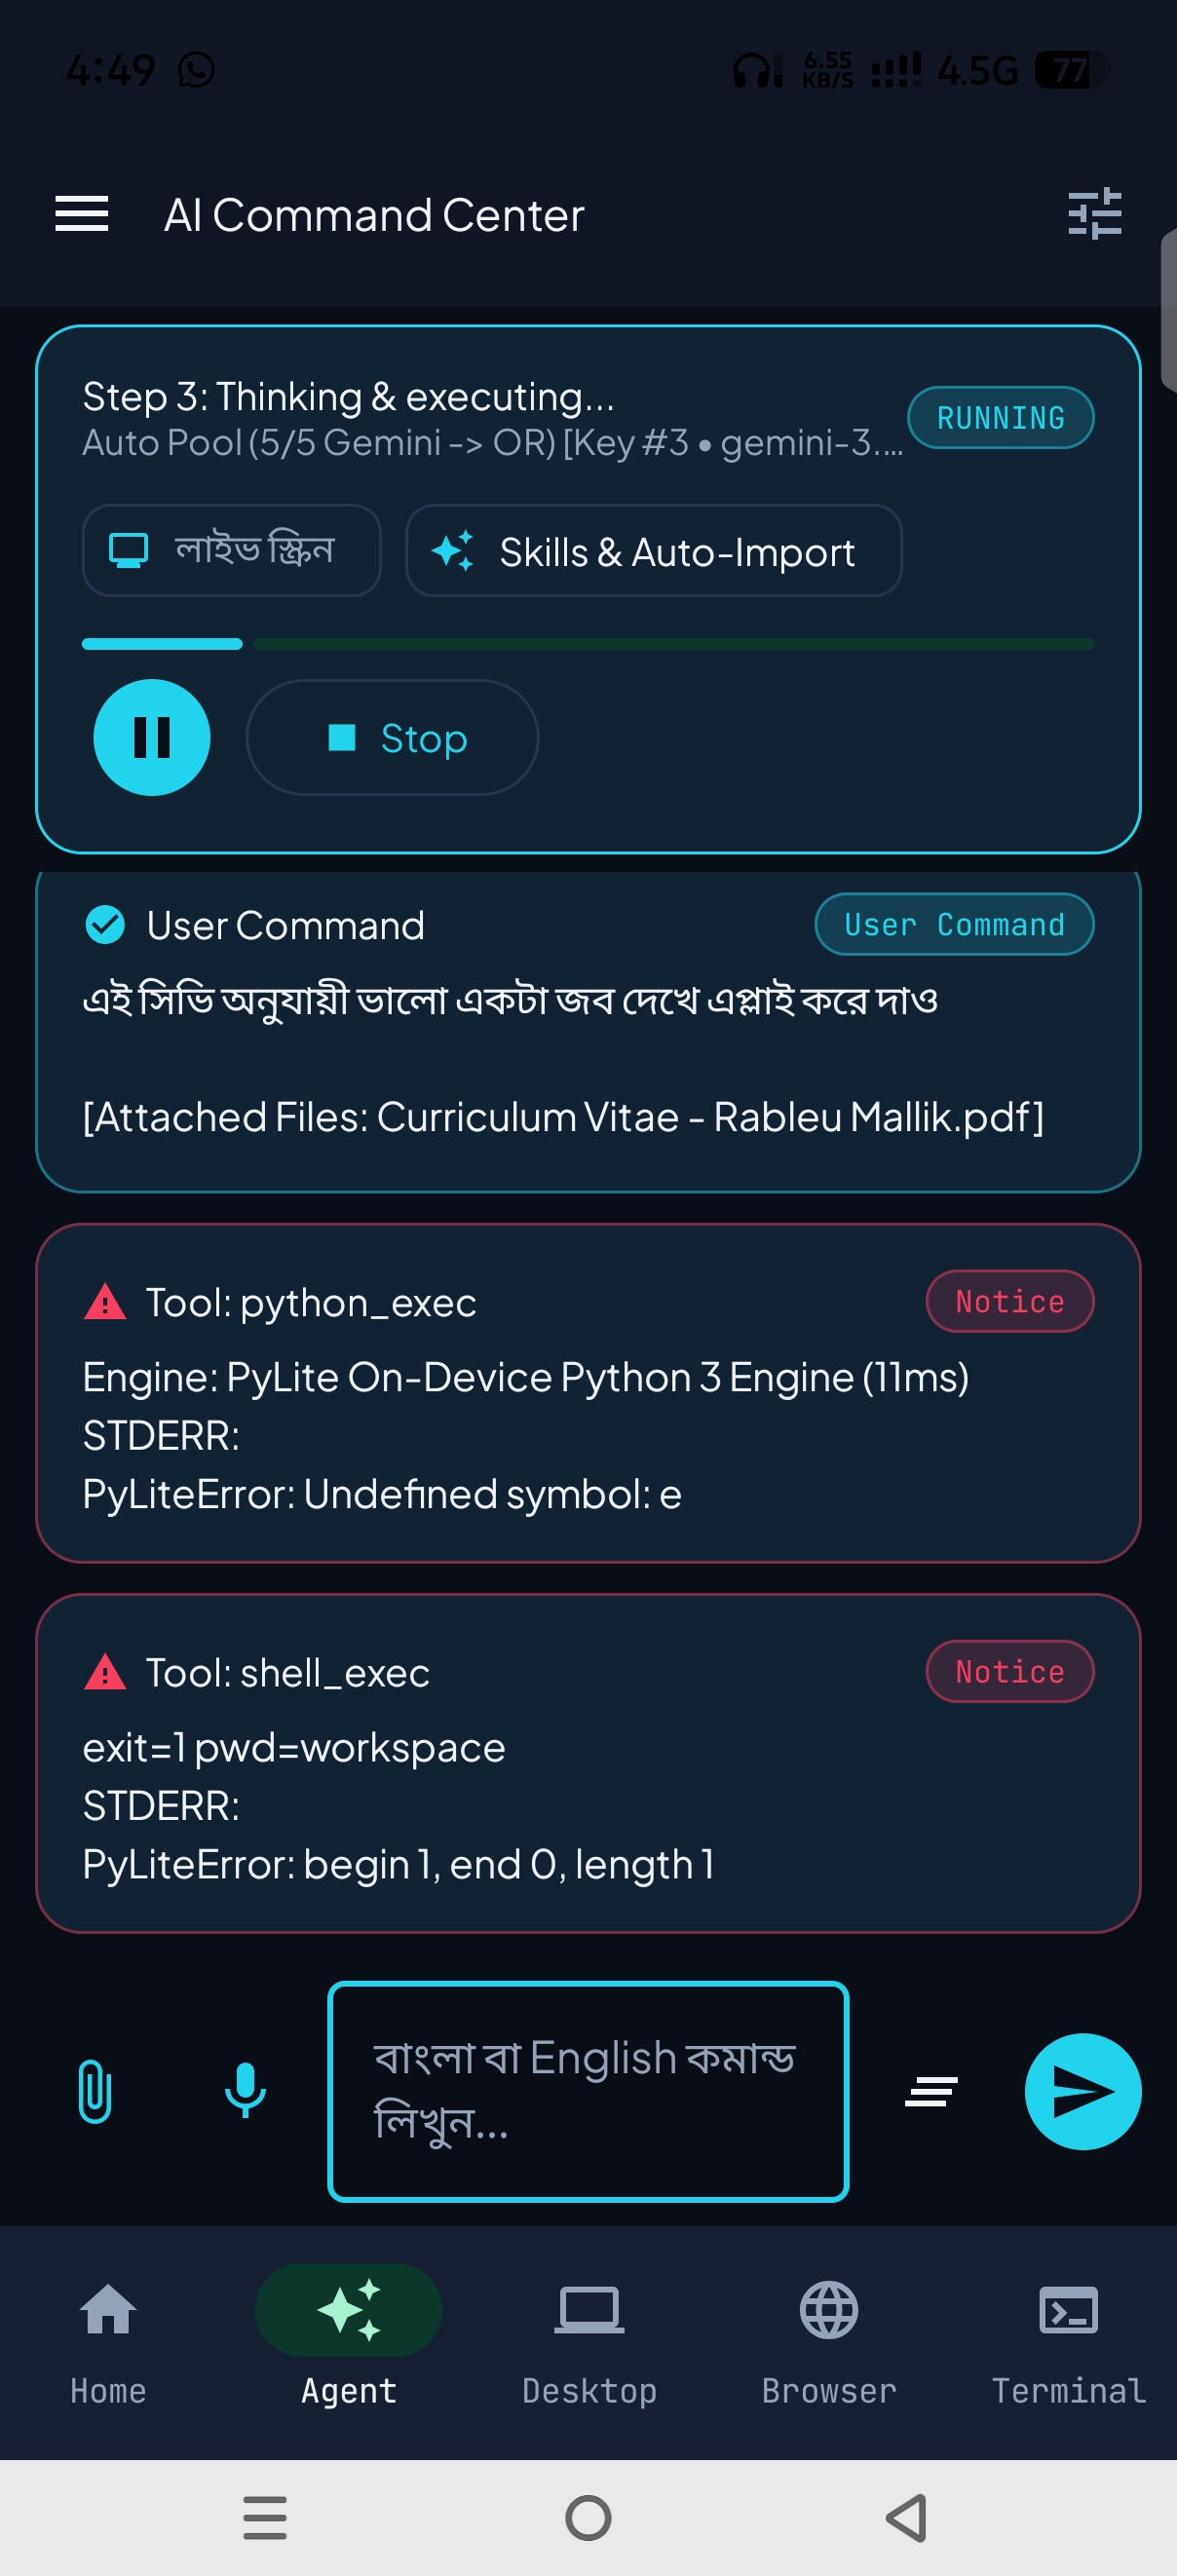 4:49
6.55
KB/S
4.5G
77
AI Command Center
Step 3: Thinking & executing...
Auto Pool (5/5 Gemini -> OR) [Key #3 • gemini-3....
RUNNING
লাইভ স্ক্রিন
Skills & Auto-Import
Stop
User Command
User Command
এই সিভি অনুযায়ী ভালো একটা জব দেখে এপ্লাই করে দাও
[Attached Files: Curriculum Vitae - Rableu Mallik.pdf]
Tool: python_exec
Notice
Engine: PyLite On-Device Python 3 Engine (11ms)
STDERR:
PyLiteError: Undefined symbol: e
Tool: shell_exec
Notice
exit=1 pwd=workspace
STDERR:
PyLiteError: begin 1, end 0, length 1
বাংলা বা English কমান্ড
লিখুন...
Home
Agent
Desktop
Browser
Terminal